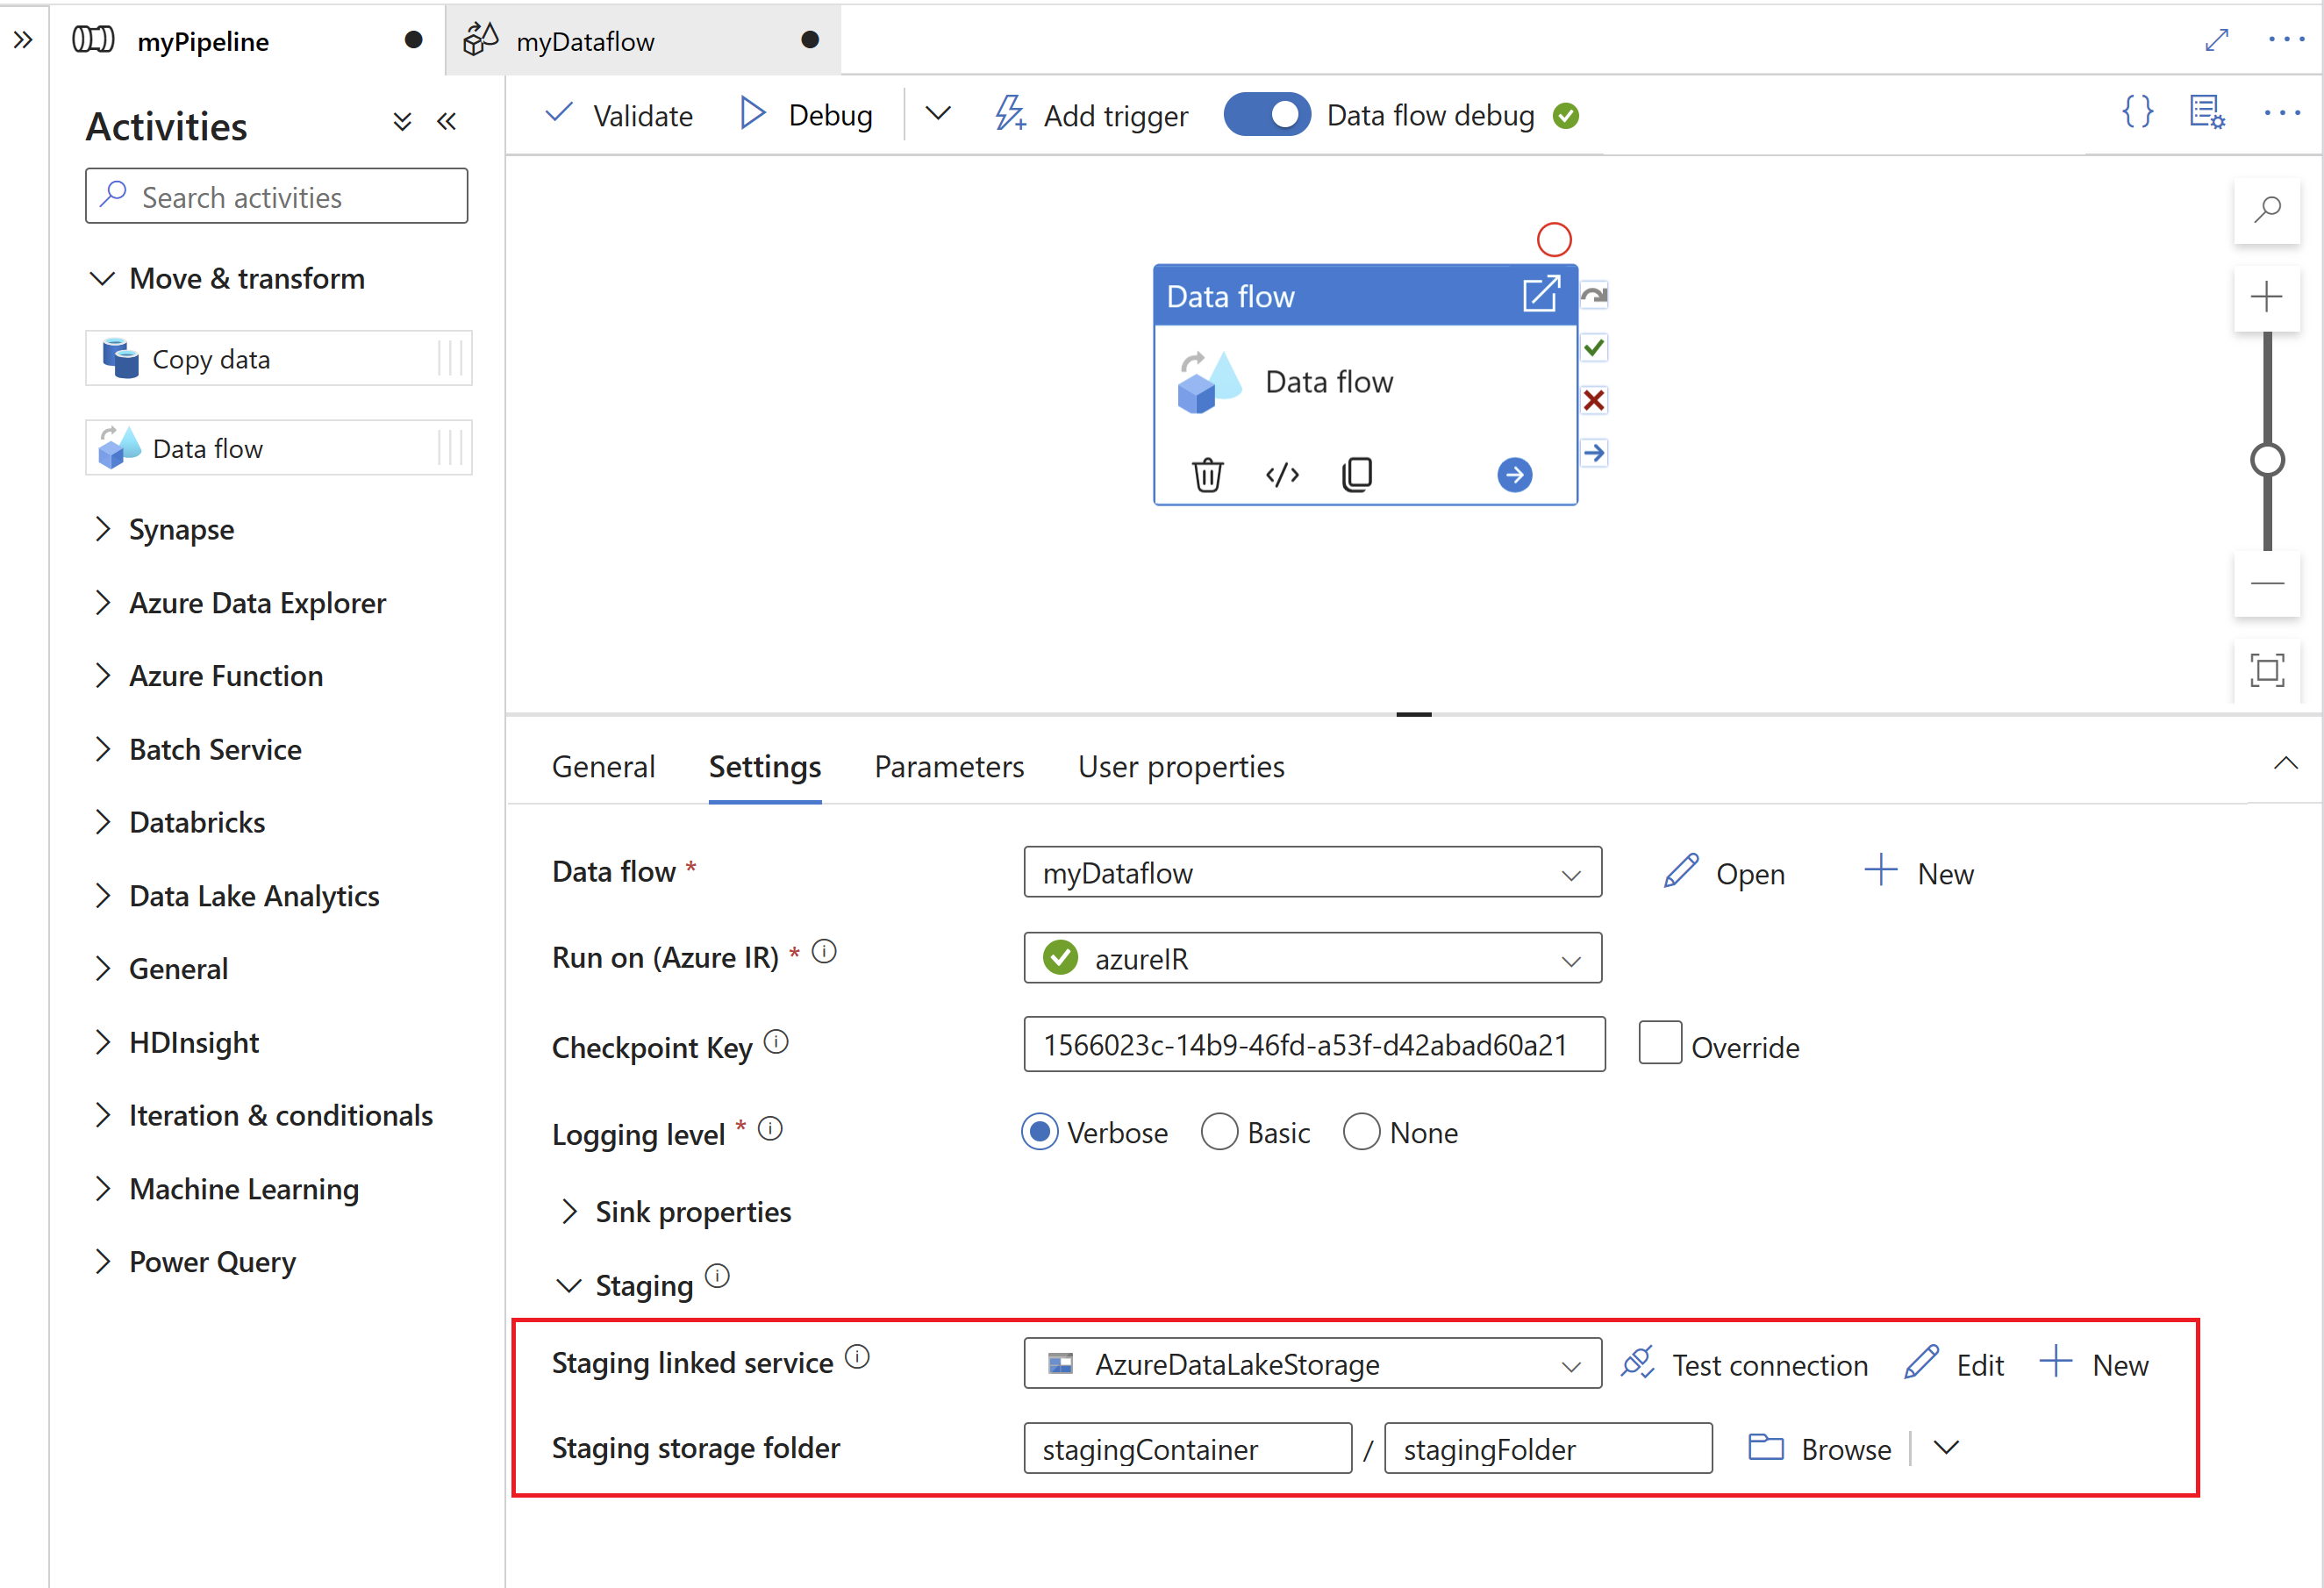 myPipeline
myDataflow
Activities
Search activities
Move & transform
Copy data
Data flow
Synapse
Azure Data Explorer
Azure Function
Batch Service
Databricks
Data Lake Analytics
General
HDInsight
Iteration & conditionals
Machine Learning
Power Query
Validate Debug Add trigger Data flow debug
Data flow
Data flow
General Settings Parameters User properties
Data flow * myDataflow Open New
Run on (Azure IR) * azureIR
Checkpoint Key 1566023c-14b9-46fd-a53f-d42abad60a21 Override
Logging level * Verbose Basic None
Sink properties
Staging
Staging linked service AzureDataLakeStorage Test connection Edit New
Staging storage folder stagingContainer / stagingFolder Browse